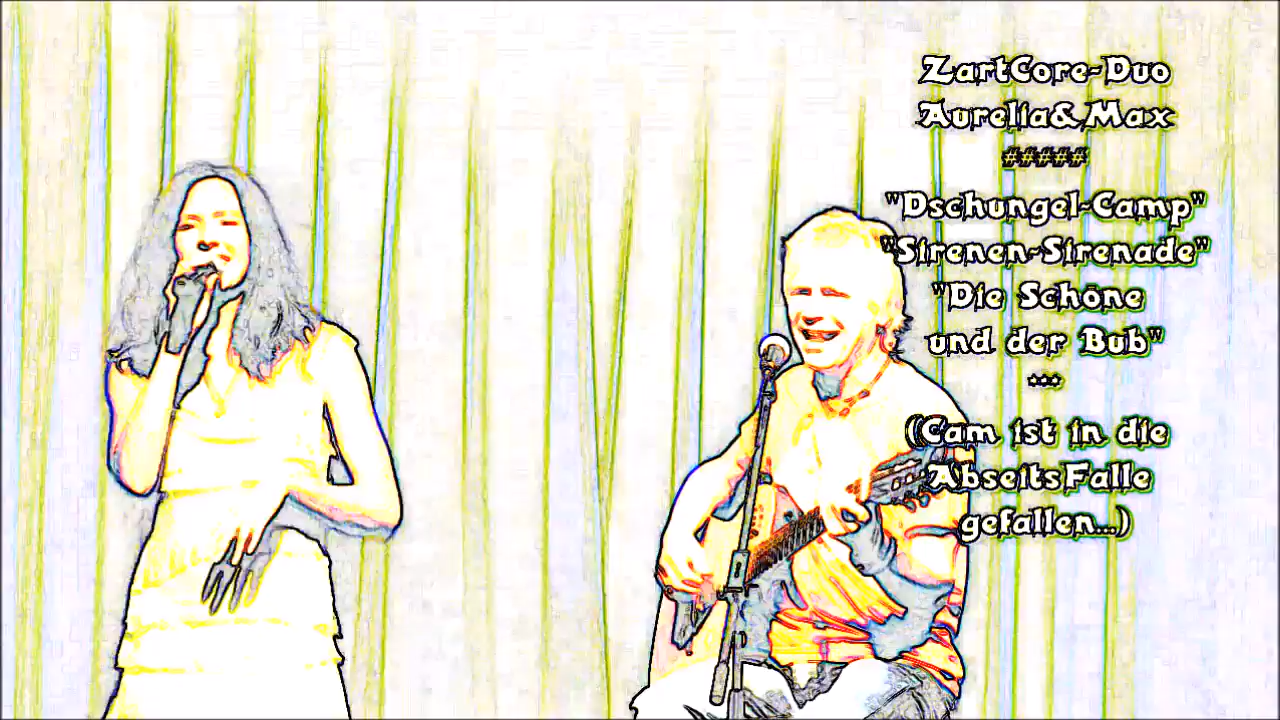 ZartCore-Duo
Aurelia&Max
#####
"Dschungel-Camp"
"Sirenen-Sirenade"
"Die Schöne
und der Bub"
***
(Cam ist in die
AbseitsFalle
gefallen...)